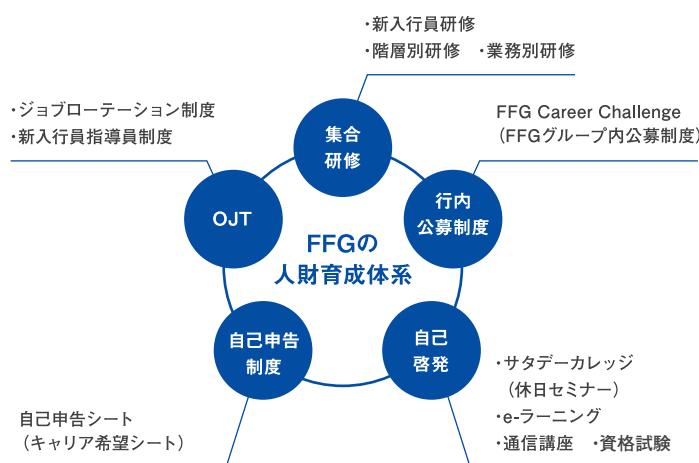 ・新入行員研修
・階層別研修 ・業務別研修
・ジョブローテーション制度
・新入行員指導員制度
FFG Career Challenge
（FFGグループ内公募制度）
集合
研修
OJT
行内
公募制度
FFGの
人財育成体系
自己申告
制度
自己
啓発
・サタデーカレッジ
（休日セミナー）
・e-ラーニング
・通信講座 ・資格試験
自己申告シート
（キャリア希望シート）